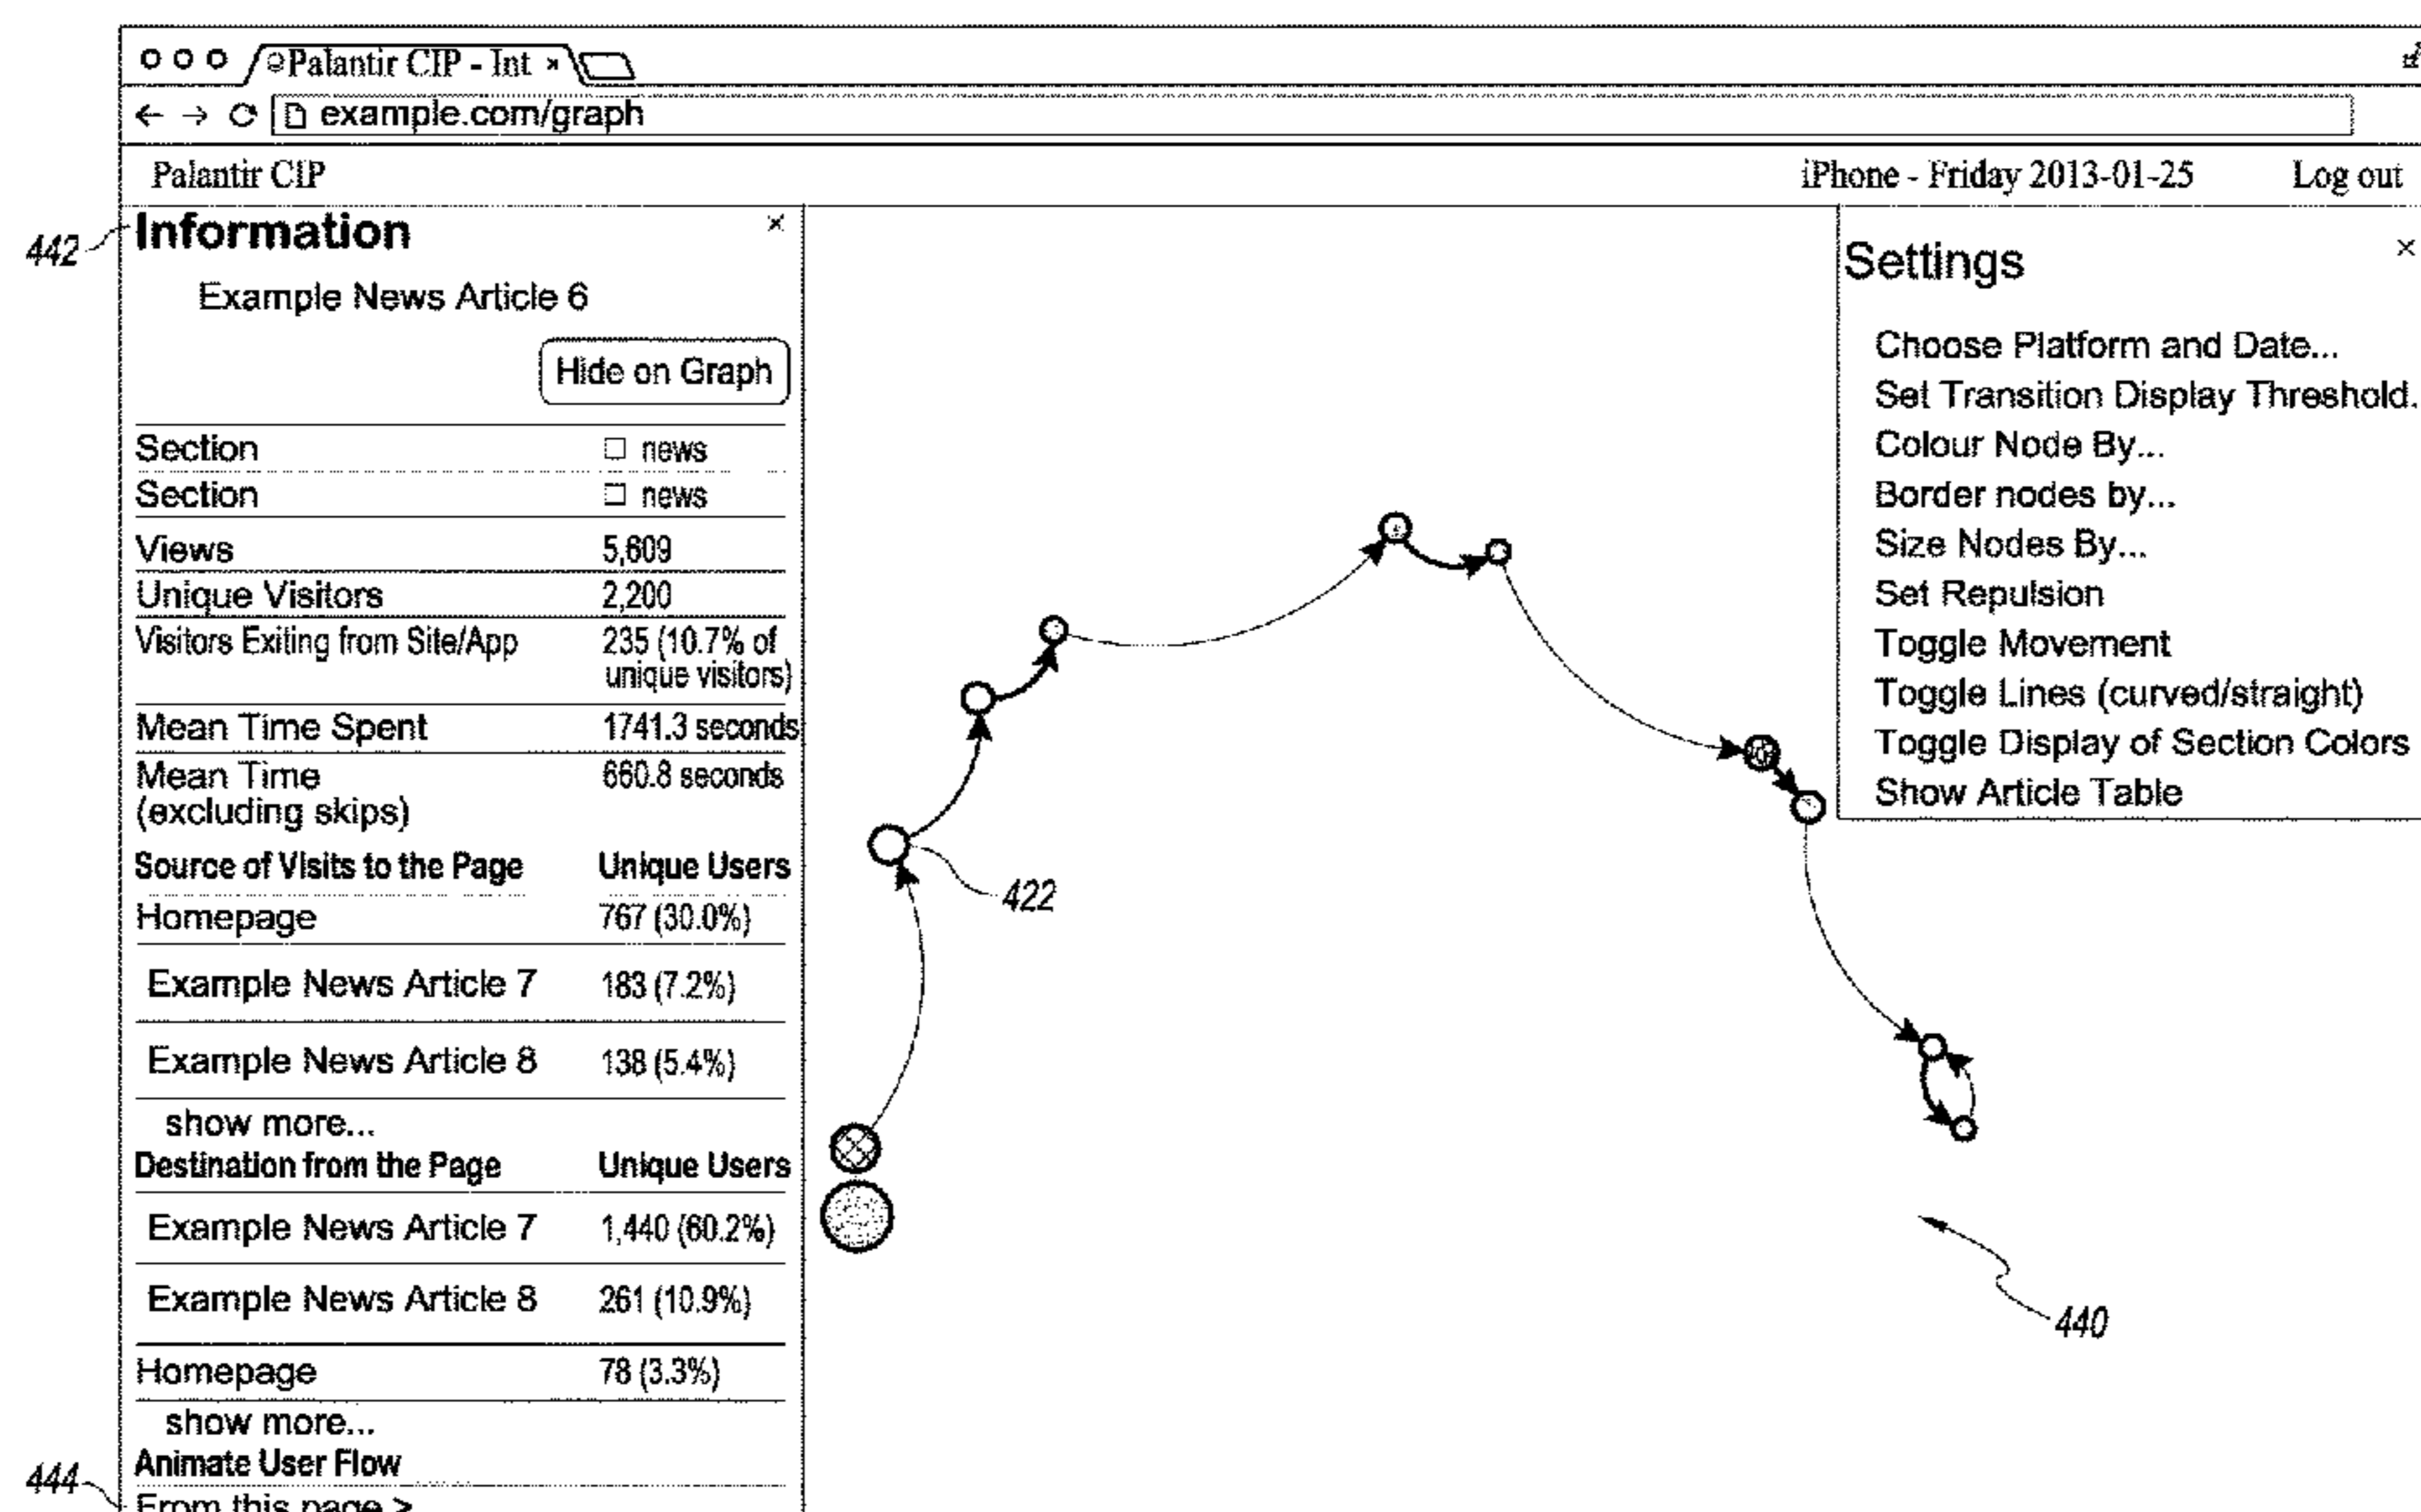 Palantir CIP - Int ×
example.com/graph
Palantir CIP
iPhone - Friday 2013-01-25
Log out
442
Information ×
Example News Article 6
Hide on Graph
Section news
Section news
Views 5,609
Unique Visitors 2,200
Visitors Exiting from Site/App 235 (10.7% of
unique visitors)
Mean Time Spent 1741.3 seconds
Mean Time 660.8 seconds
(excluding skips)
Source of Visits to the Page Unique Users
Homepage 767 (30.0%)
Example News Article 7 183 (7.2%)
Example News Article 8 138 (5.4%)
show more...
Destination from the Page Unique Users
Example News Article 7 1,440 (60.2%)
Example News Article 8 261 (10.9%)
Homepage 78 (3.3%)
show more...
Animate User Flow
444
From this page >
422
440
Settings ×
Choose Platform and Date...
Set Transition Display Threshold.
Colour Node By...
Border nodes by...
Size Nodes By...
Set Repulsion
Toggle Movement
Toggle Lines (curved/straight)
Toggle Display of Section Colors
Show Article Table